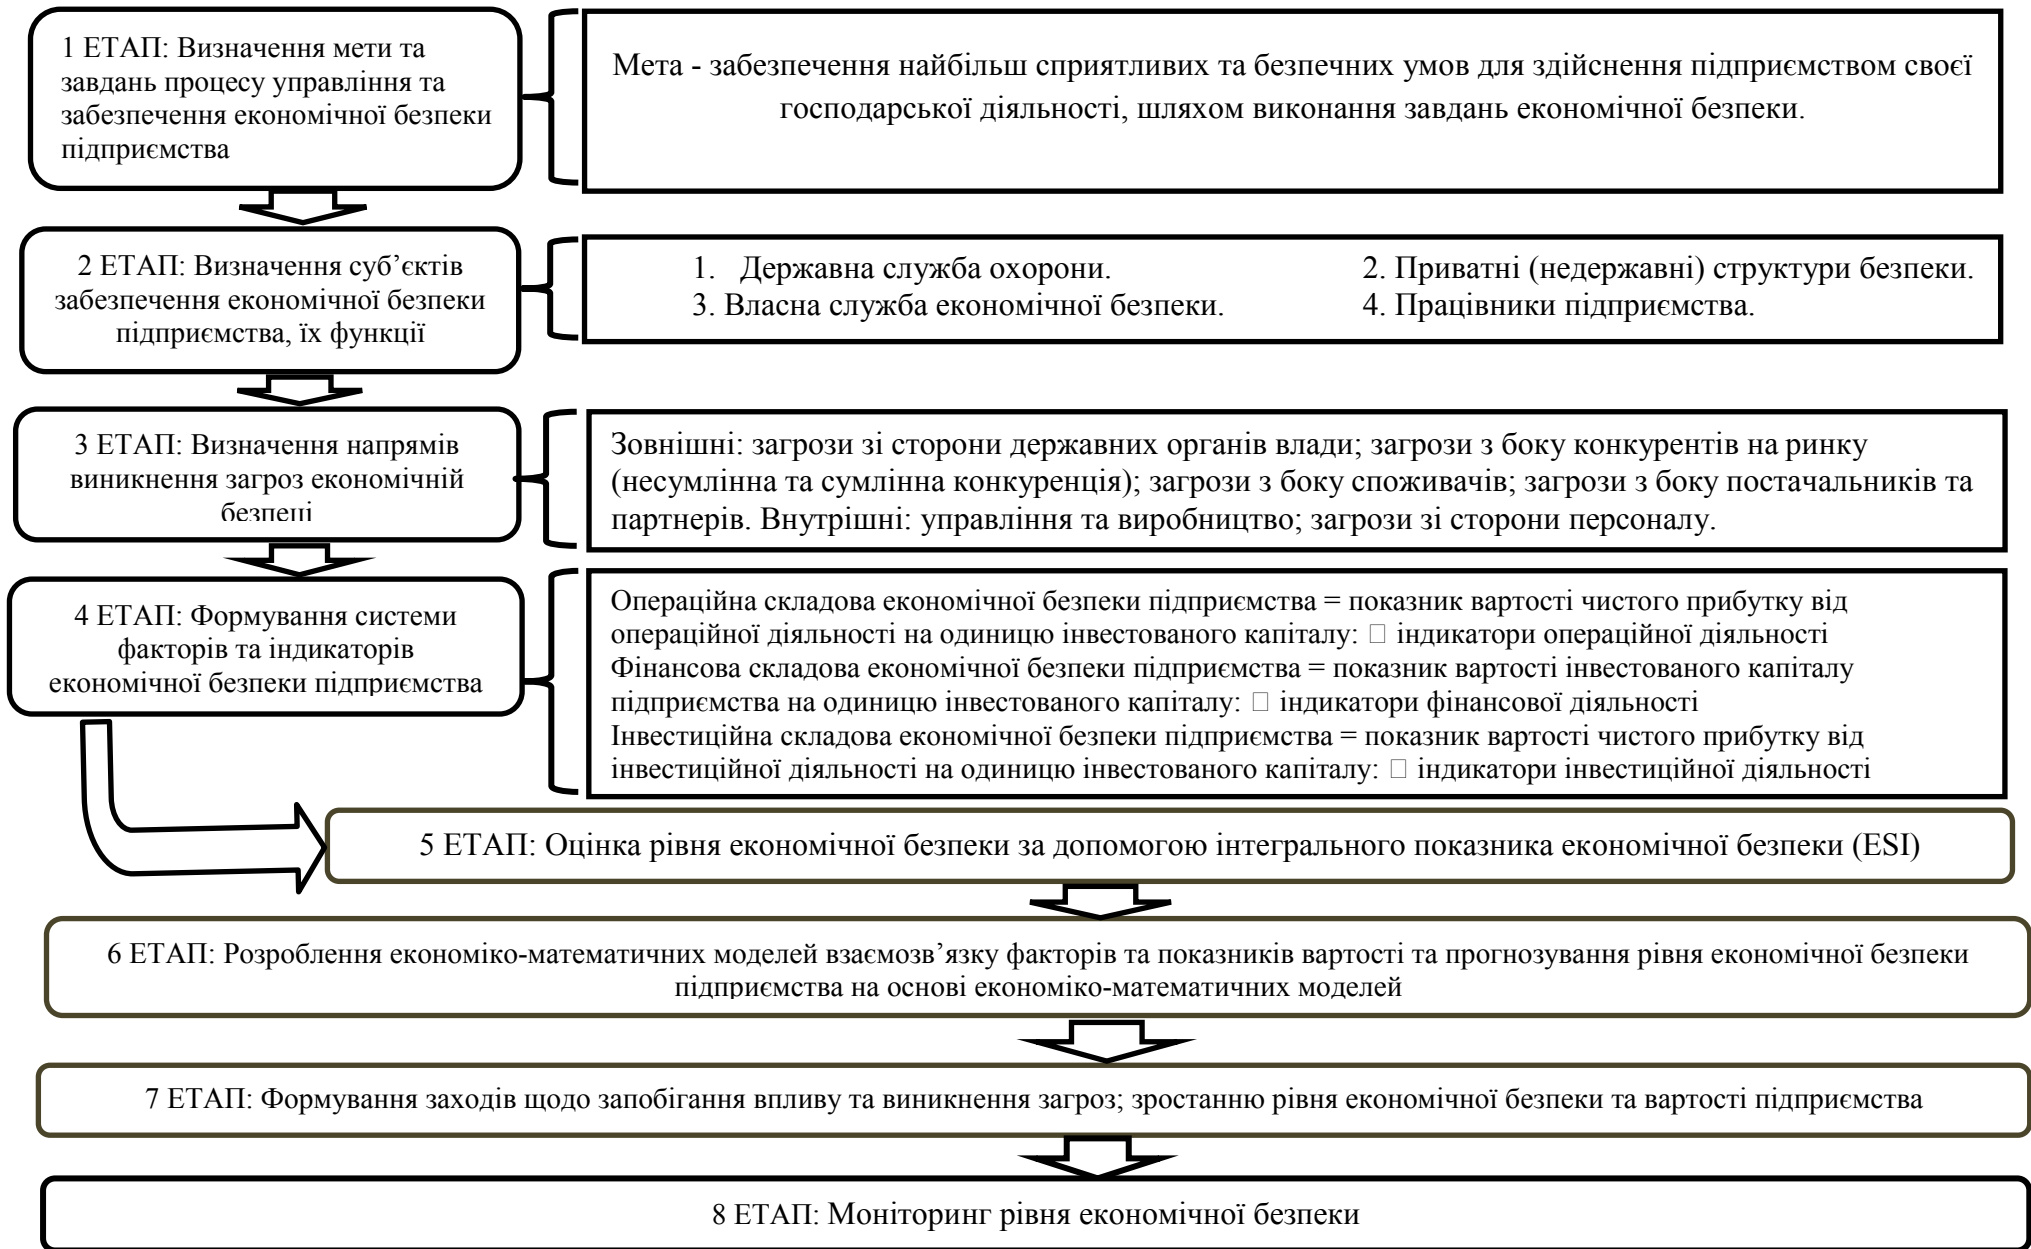 1 ЕТАП: Визначення мети та
завдань процесу управління та
забезпечення економічної безпеки
підприємства
Мета - забезпечення найбільш сприятливих та безпечних умов для здійснення підприємством своєї
господарської діяльності, шляхом виконання завдань економічної безпеки.
2 ЕТАП: Визначення суб’єктів
забезпечення економічної безпеки
підприємства, їх функції
1. Державна служба охорони. 2. Приватні (недержавні) структури безпеки.
3. Власна служба економічної безпеки. 4. Працівники підприємства.
3 ЕТАП: Визначення напрямів
виникнення загроз економічній
безпеці
Зовнішні: загрози зі сторони державних органів влади; загрози з боку конкурентів на ринку
(несумлінна та сумлінна конкуренція); загрози з боку споживачів; загрози з боку постачальників та
партнерів. Внутрішні: управління та виробництво; загрози зі сторони персоналу.
4 ЕТАП: Формування системи
факторів та індикаторів
економічної безпеки підприємства
Операційна складова економічної безпеки підприємства = показник вартості чистого прибутку від
операційної діяльності на одиницю інвестованого капіталу: □ індикатори операційної діяльності
Фінансова складова економічної безпеки підприємства = показник вартості інвестованого капіталу
підприємства на одиницю інвестованого капіталу: □ індикатори фінансової діяльності
Інвестиційна складова економічної безпеки підприємства = показник вартості чистого прибутку від
інвестиційної діяльності на одиницю інвестованого капіталу: □ індикатори інвестиційної діяльності
5 ЕТАП: Оцінка рівня економічної безпеки за допомогою інтегрального показника економічної безпеки (ESI)
6 ЕТАП: Розроблення економіко-математичних моделей взаємозв’язку факторів та показників вартості та прогнозування рівня економічної безпеки
підприємства на основі економіко-математичних моделей
7 ЕТАП: Формування заходів щодо запобігання впливу та виникнення загроз; зростанню рівня економічної безпеки та вартості підприємства
8 ЕТАП: Моніторинг рівня економічної безпеки